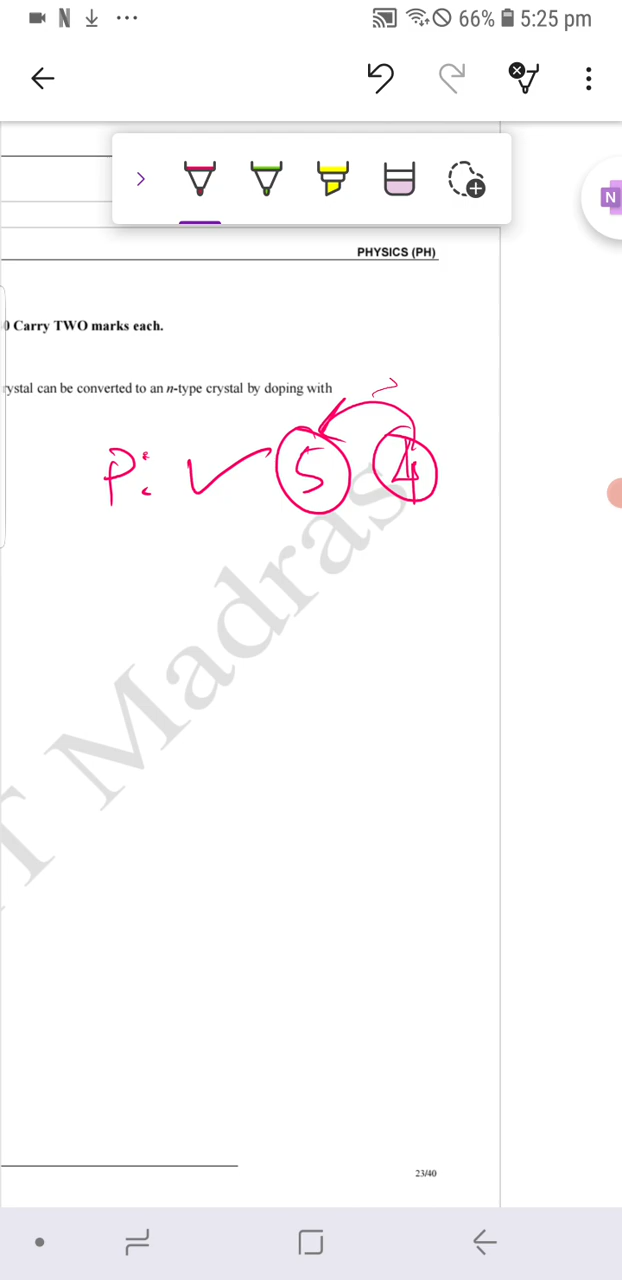 N ... 66% 5:25 pm
N
PHYSICS (PH)
0 Carry TWO marks each.
rystal can be converted to an n-type crystal by doping with
P: 5 4
T Madras
23/40